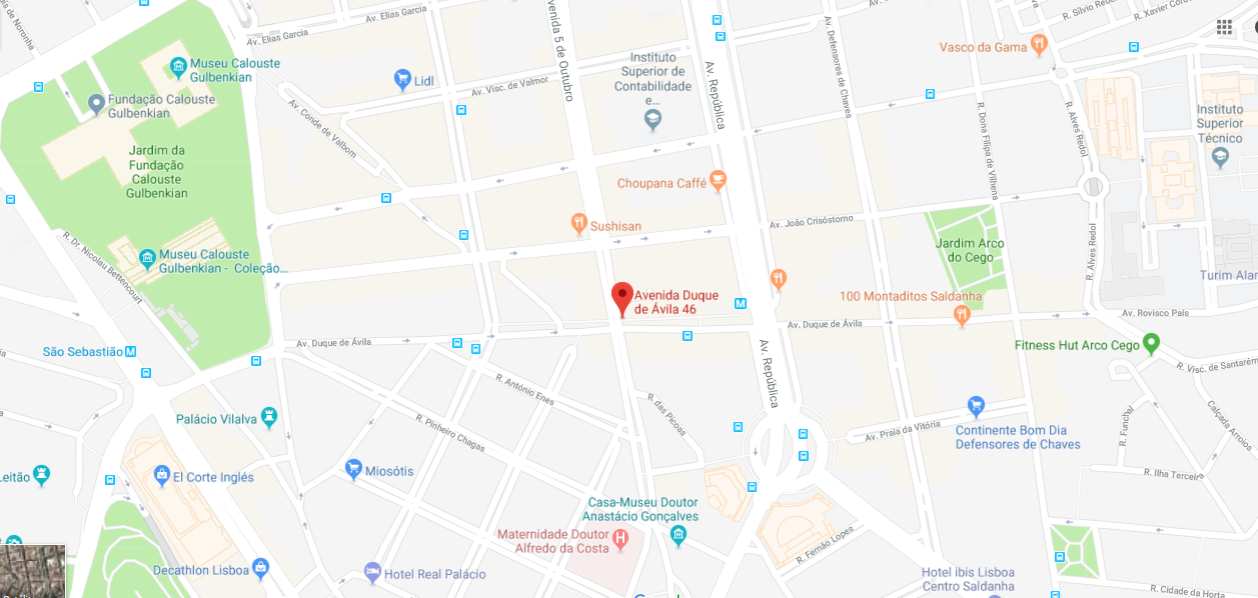 Av. Elias Garcia
Av. Elias Garcia
R. Xavier Cor
Vasco da Gama
Museu Calouste
Gulbenkian
Lidl
Av. Visc. de Valmor
Avenida 5 de Outubro
Instituto
Superior de
Contabilidade
e...
Av. República
Av. Defensores de Chaves
Fundação Calouste
Gulbenkian
Av. Conde de Valbom
Jardim da
Fundação
Calouste
Gulbenkian
R. Alves Redol
R. Dona Filipa de Vilhena
Instituto
Superior
Técnico
Choupana Caffé
Sushisan
Av. João Crisóstomo
R. Dr. Nicolau Bettencourt
Museu Calouste
Gulbenkian - Coleção...
Jardim Arco
do Cego
R. Alves Redol
Turim Alam
Avenida Duque
de Ávila 46
M
100 Montaditos Saldanha
Av. Duque de Ávila
Av. Rovisco Pais
São Sebastião M
Av. Duque de Ávila
Fitness Hut Arco Cego
R. Visc. de Santarém
Av. República
R. António Enes
R. das Picoas
Palácio Vilalva
R. Pinheiro Chagas
Av. Praia da Vitória
Continente Bom Dia
Defensores de Chaves
R. Funchal
Calçada Arroios
Leitão
El Corte Inglés
Miosótis
R. Ilha Terceira
Casa-Museu Doutor
Anastácio Gonçalves
Maternidade Doutor
Alfredo da Costa
H
R. Fernão Lopes
Decathlon Lisboa
Hotel Real Palácio
Hotel ibis Lisboa
Centro Saldanha
R. Cidade da Horta